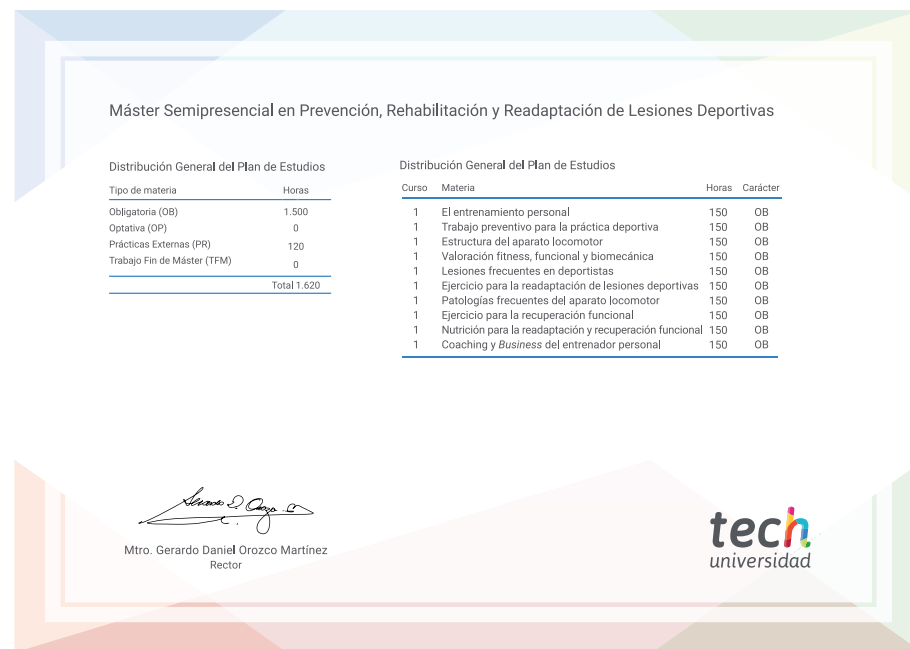 Máster Semipresencial en Prevención, Rehabilitación y Readaptación de Lesiones Deportivas
Distribución General del Plan de Estudios
Tipo de materia Horas
Obligatoria (OB) 1.500
Optativa (OP) 0
Prácticas Externas (PR) 120
Trabajo Fin de Máster (TFM) 0
Total 1.620
Distribución General del Plan de Estudios
Curso Materia Horas Carácter
1 El entrenamiento personal 150 OB
1 Trabajo preventivo para la práctica deportiva 150 OB
1 Estructura del aparato locomotor 150 OB
1 Valoración fitness, funcional y biomecánica 150 OB
1 Lesiones frecuentes en deportistas 150 OB
1 Ejercicio para la readaptación de lesiones deportivas 150 OB
1 Patologías frecuentes del aparato locomotor 150 OB
1 Ejercicio para la recuperación funcional 150 OB
1 Nutrición para la readaptación y recuperación funcional 150 OB
1 Coaching y Business del entrenador personal 150 OB
Mtro. Gerardo Daniel Orozco Martínez
Rector
tech
universidad